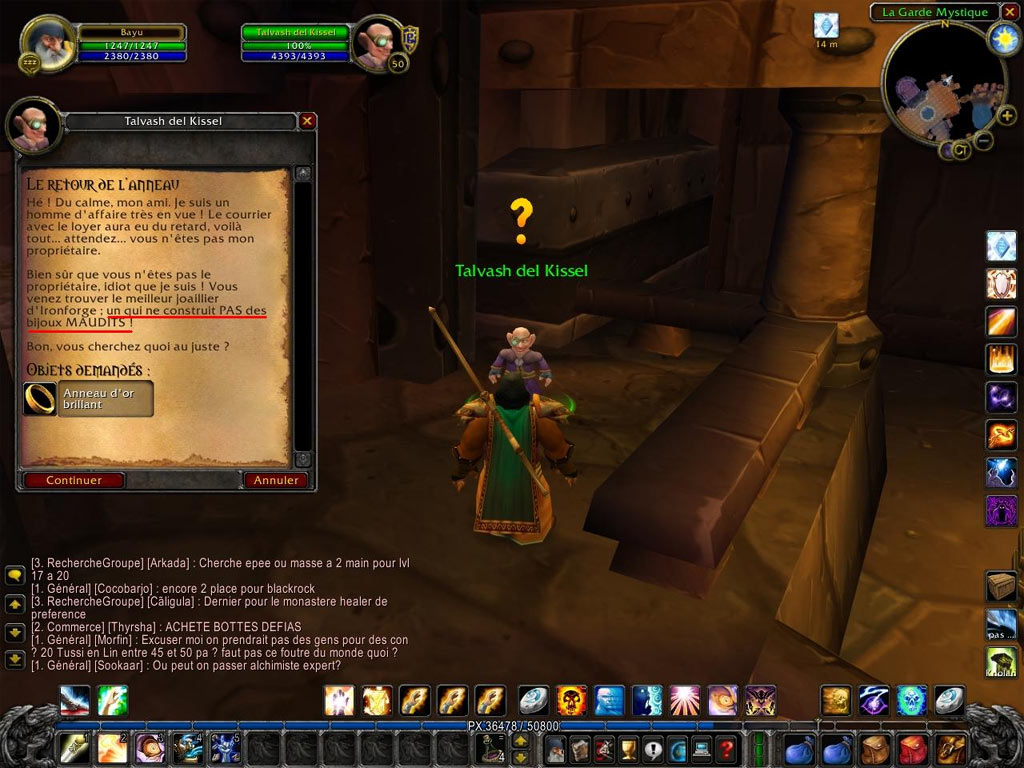 La Garde Mystique
N
14 m
Bayu
1247/1247
2380/2380
zzz
Talvash del Kissel
100%
4393/4393
50
CT
Talvash del Kissel
Le retour de l'anneau
Hé ! Du calme, mon ami. Je suis un
homme d'affaire très en vue ! Le courrier
avec le loyer aura eu du retard, voilà
tout... attendez... vous n'êtes pas mon
propriétaire.
Bien sûr que vous n'êtes pas le
propriétaire, idiot que je suis ! Vous
venez trouver le meilleur joaillier
d'Ironforge ; un qui ne construit PAS des
bijoux MAUDITS !
Bon, vous cherchez quoi au juste ?
Objets demandés :
Anneau d'or
brillant
Continuer
Annuler
?
Talvash del Kissel
[3. RechercheGroupe] [Arkada] : Cherche epee ou masse a 2 main pour lvl
17 a 20
[1. Général] [Cocobarjo] : encore 2 place pour blackrock
[3. RechercheGroupe] [Câligula] : Dernier pour le monastere healer de
preference
[2. Commerce] [Thyrsha] : ACHETE BOTTES DEFIAS
[1. Général] [Morfin] : Excuser moi on prendrait pas des gens pour des con
? 20 Tussi en Lin entre 45 et 50 pa ? faut pas ce foutre du monde quoi ?
[1. Général] [Sookaar] : Ou peut on passer alchimiste expert?
pas ...
PX 36478 / 50800
2
3
4
5
4